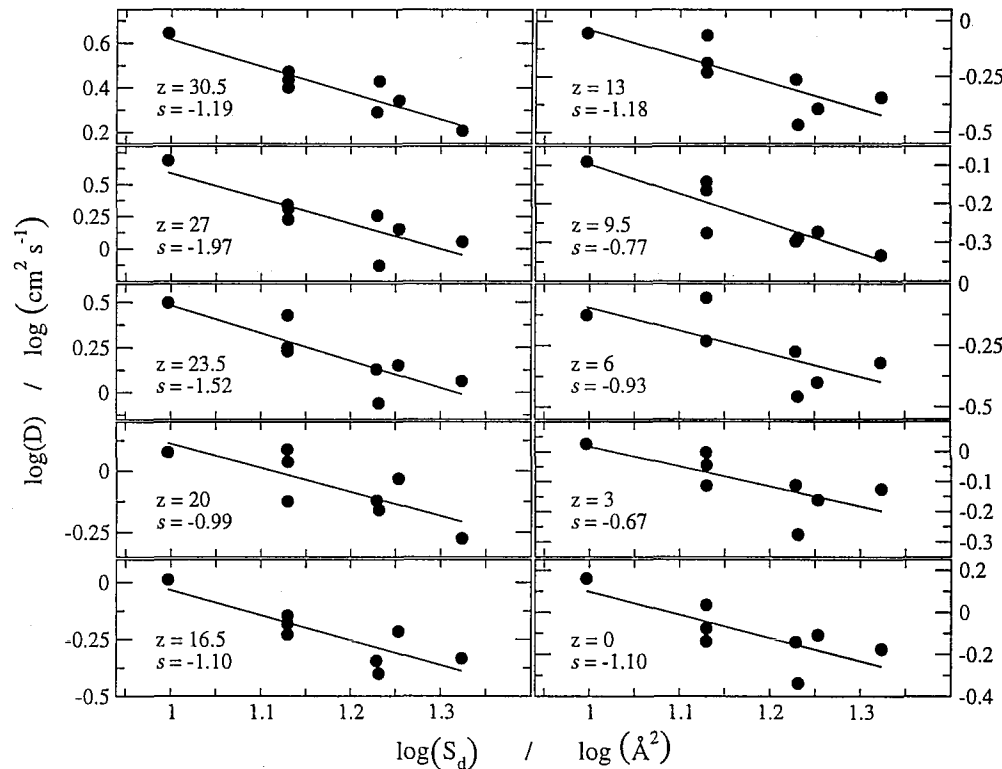 0.6
0.4
0.2
z = 30.5
s = -1.19
0
-0.25
-0.5
z = 13
s = -1.18
0.5
0.25
0
z = 27
s = -1.97
-0.1
-0.2
-0.3
z = 9.5
s = -0.77
0.5
0.25
0
z = 23.5
s = -1.52
0
-0.25
-0.5
z = 6
s = -0.93
0
-0.25
z = 20
s = -0.99
0
-0.1
-0.2
-0.3
z = 3
s = -0.67
0
-0.25
-0.5
z = 16.5
s = -1.10
0.2
0
-0.2
-0.4
z = 0
s = -1.10
1 1.1 1.2 1.3 1 1.1 1.2 1.3
log(D) / log (cm² s⁻¹)
log(S_d) / log (Å²)